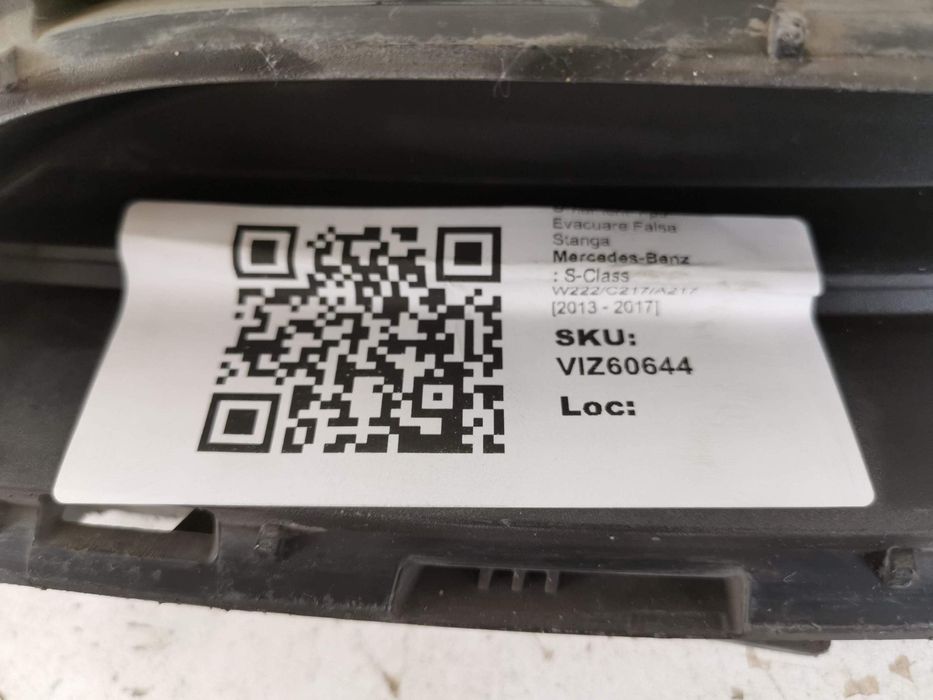 Evacuare Falsa
Stanga
Mercedes-Benz
: S-Class
W222/C217/A217
[2013 - 2017]
SKU:
VIZ60644
Loc: